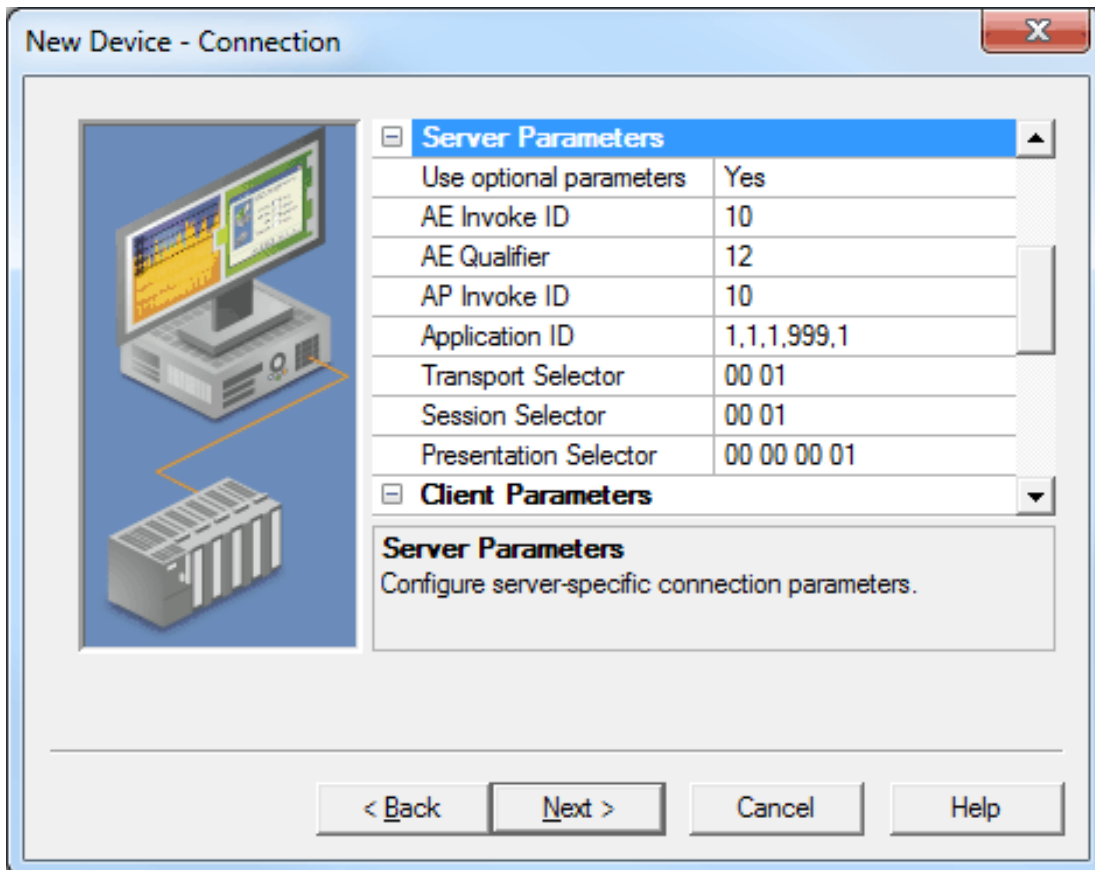 New Device - Connection
Server Parameters
Use optional parameters Yes
AE Invoke ID 10
AE Qualifier 12
AP Invoke ID 10
Application ID 1,1,1,999,1
Transport Selector 00 01
Session Selector 00 01
Presentation Selector 00 00 00 01
Client Parameters
Server Parameters
Configure server-specific connection parameters.
< Back Next > Cancel Help